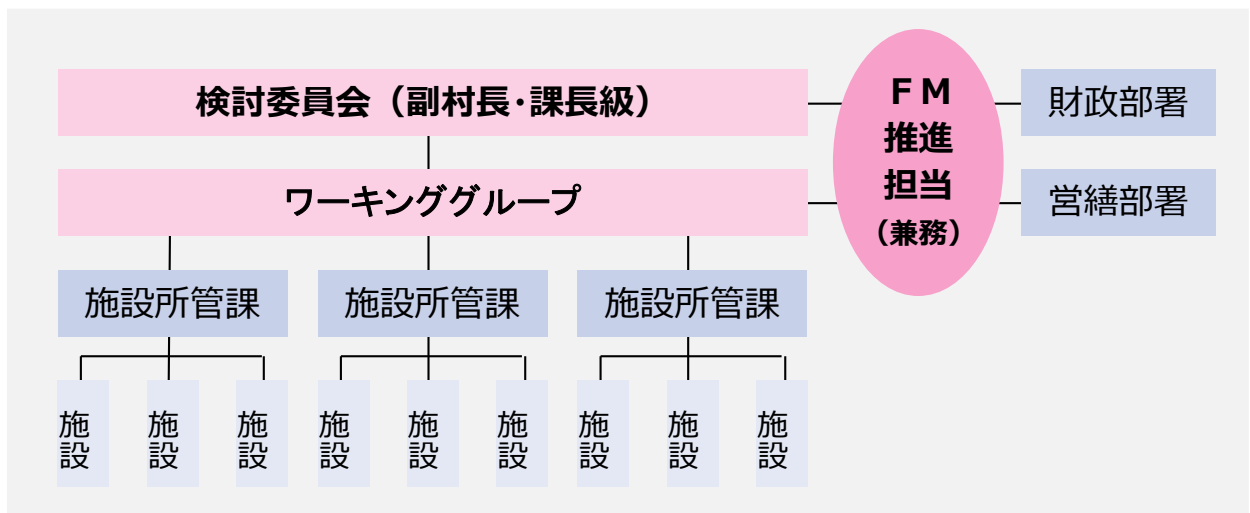 検討委員会（副村長･課長級）
ワーキンググループ
ＦＭ
推進
担当
（兼務）
財政部署
営繕部署
施設所管課
施設所管課
施設所管課
施設
施設
施設
施設
施設
施設
施設
施設
施設